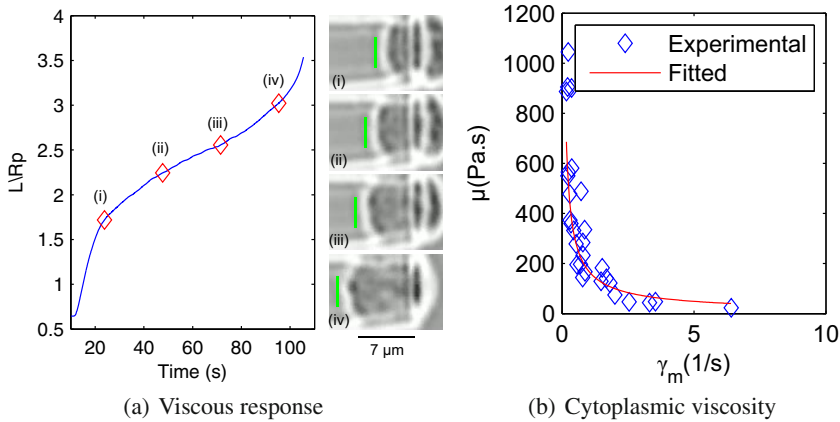 4
3.5
3
2.5
2
1.5
1
0.5
L\Rp
(i)
(ii)
(iii)
(iv)
20 40 60 80 100
Time (s)
(i)
(ii)
(iii)
(iv)
7 μm
(a) Viscous response
1200
1000
800
600
400
200
0
μ(Pa.s)
Experimental
Fitted
0 5 10
γm(1/s)
(b) Cytoplasmic viscosity